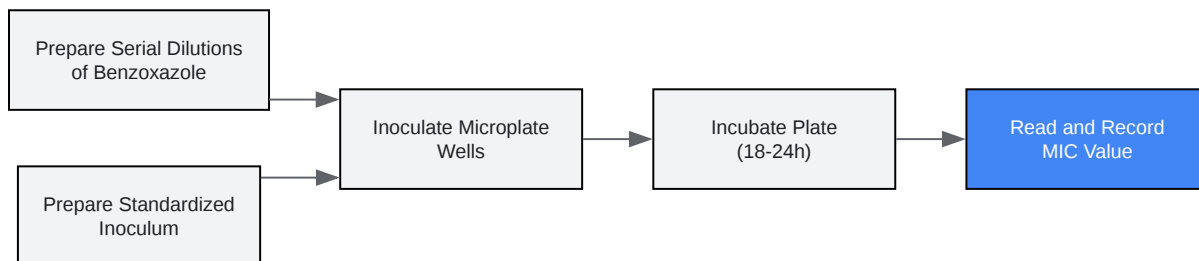 Prepare Serial Dilutions
of Benzoxazole
Prepare Standardized
Inoculum
Inoculate Microplate
Wells
Incubate Plate
(18-24h)
Read and Record
MIC Value